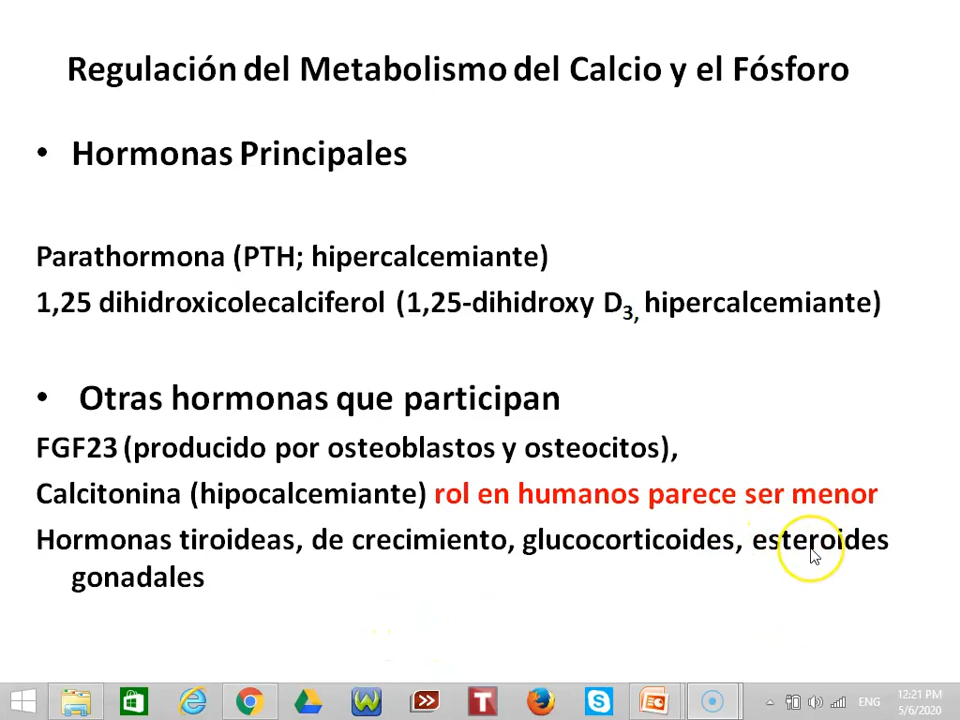 Regulación del Metabolismo del Calcio y el Fósforo
• Hormonas Principales
Parathormona (PTH; hipercalcemiante)
1,25 dihidroxicolecalciferol (1,25-dihidroxy D3, hipercalcemiante)
• Otras hormonas que participan
FGF23 (producido por osteoblastos y osteocitos),
Calcitonina (hipocalcemiante) rol en humanos parece ser menor
Hormonas tiroideas, de crecimiento, glucocorticoides, esteroides
gonadales
ENG
12:21 PM
5/6/2020